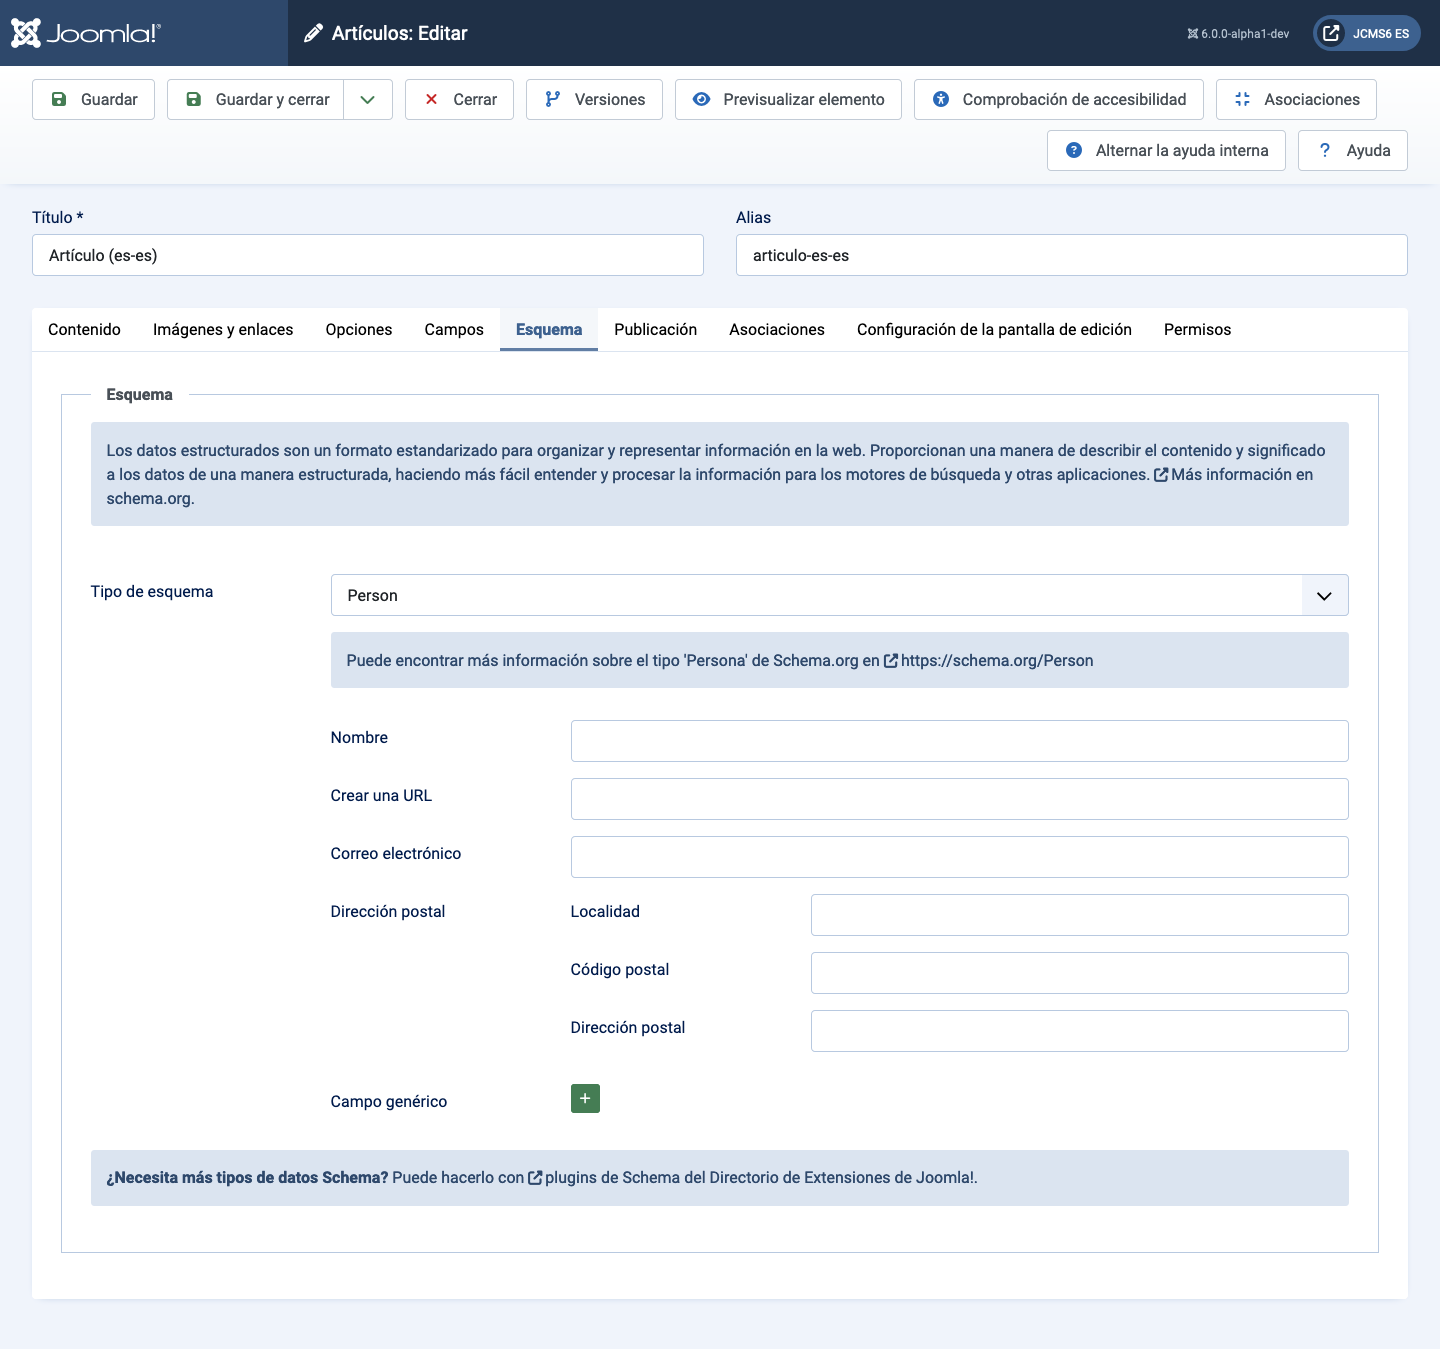 Joomla!®
Artículos: Editar
6.0.0-alpha1-dev
JCMS6 ES
Guardar
Guardar y cerrar
Cerrar
Versiones
Previsualizar elemento
Comprobación de accesibilidad
Asociaciones
Alternar la ayuda interna
Ayuda
Título *
Alias
Artículo (es-es)
articulo-es-es
Contenido
Imágenes y enlaces
Opciones
Campos
Esquema
Publicación
Asociaciones
Configuración de la pantalla de edición
Permisos
Esquema
Los datos estructurados son un formato estandarizado para organizar y representar información en la web. Proporcionan una manera de describir el contenido y significado
a los datos de una manera estructurada, haciendo más fácil entender y procesar la información para los motores de búsqueda y otras aplicaciones. Más información en
schema.org.
Tipo de esquema
Person
Puede encontrar más información sobre el tipo 'Persona' de Schema.org en https://schema.org/Person
Nombre
Crear una URL
Correo electrónico
Dirección postal
Localidad
Código postal
Dirección postal
Campo genérico
¿Necesita más tipos de datos Schema? Puede hacerlo con plugins de Schema del Directorio de Extensiones de Joomla!.